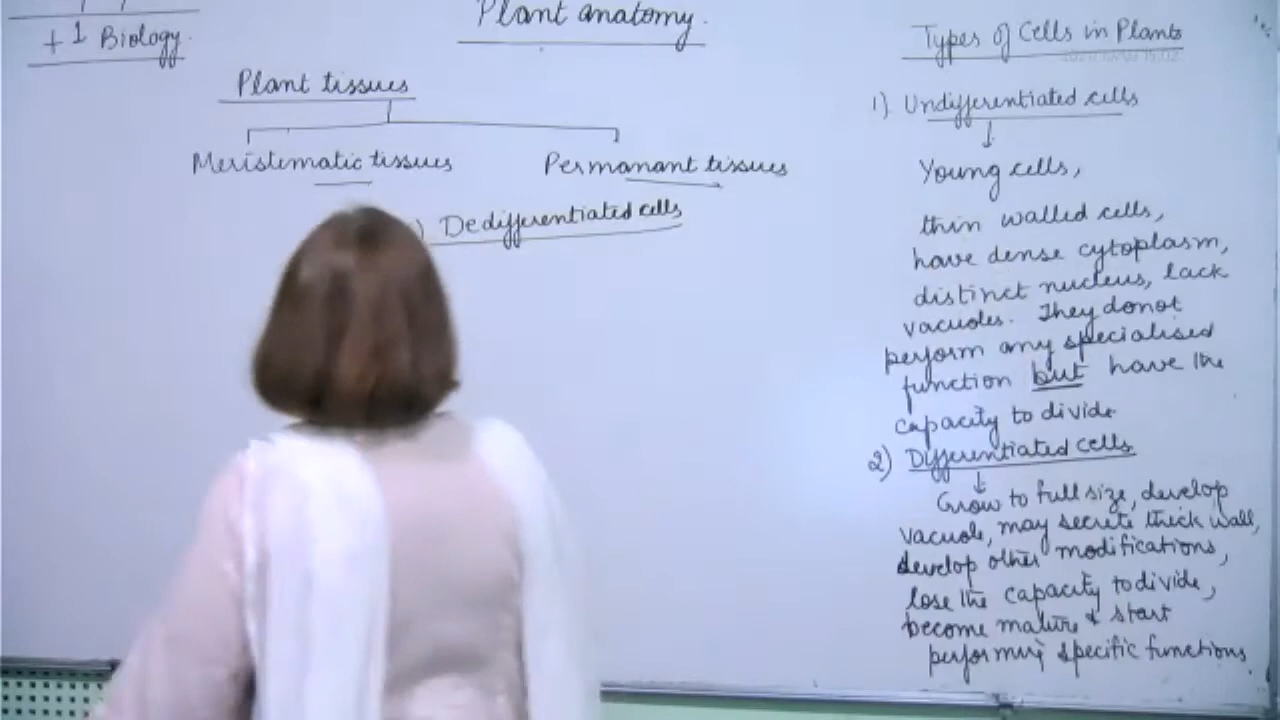 +1 Biology.
Plant anatomy.
Plant tissues
Meristematic tissues
Permanant tissues
) Dedifferentiated cells
Types of Cells in Plants
1) Undifferentiated cells
Young cells,
thin walled cells,
have dense cytoplasm,
distinct nucleus, lack
vacuoles. They donot
perform any specialised
function but have the
capacity to divide
2) Differentiated cells
Grow to full size, develop
vacuole, may secrete thick wall,
develop other modifications,
lose the capacity to divide,
become mature & start
performing specific functions.